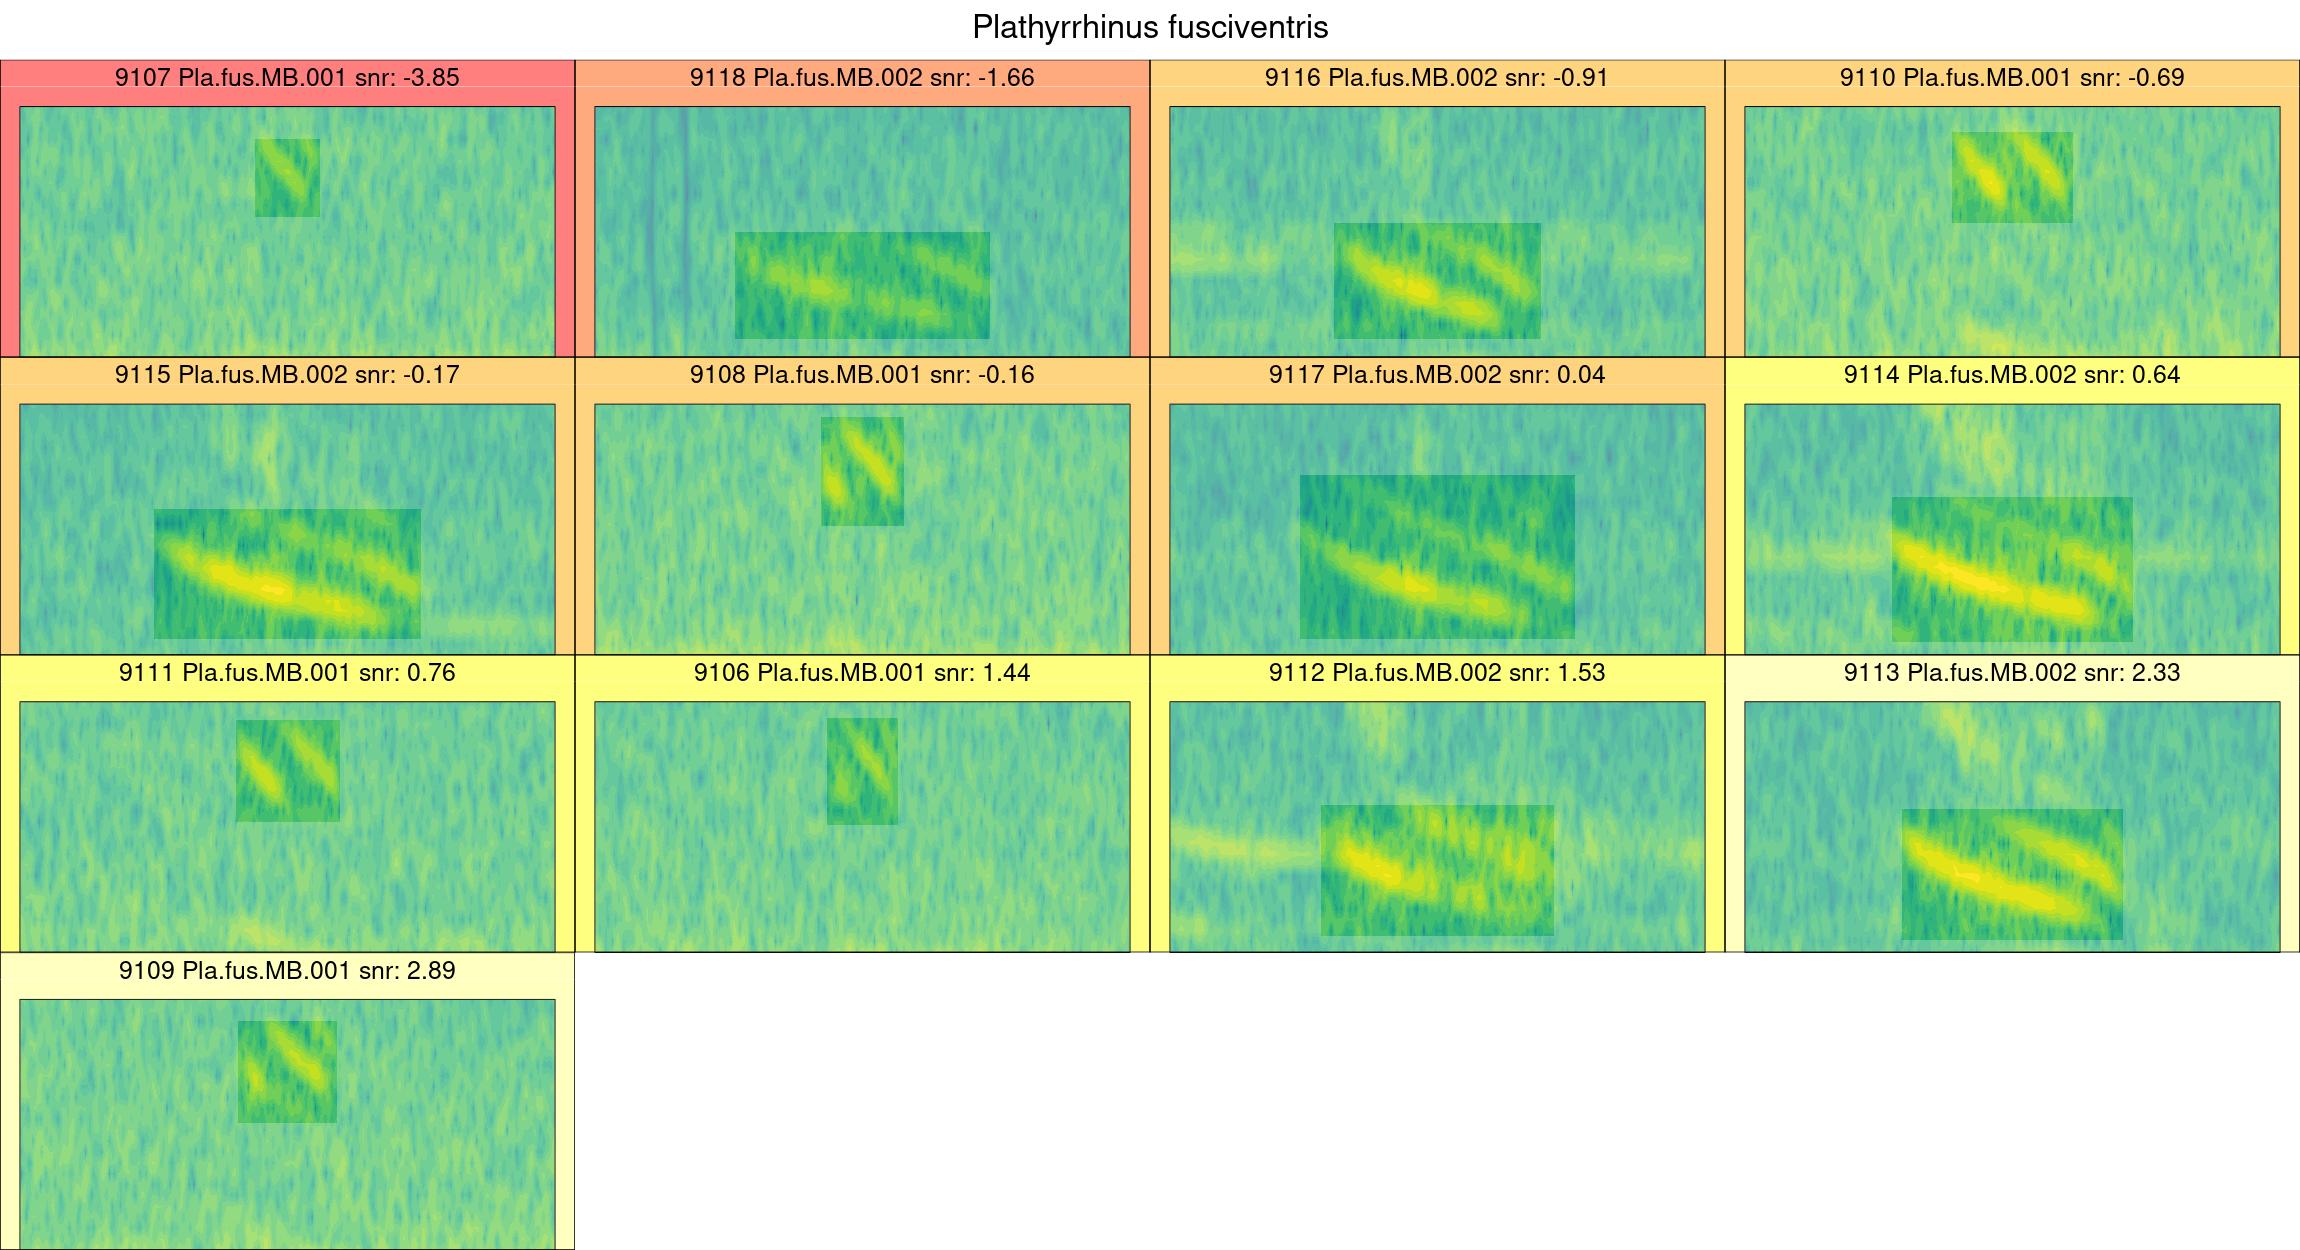 Plathyrrhinus fusciventris
9107 Pla.fus.MB.001 snr: -3.85
9118 Pla.fus.MB.002 snr: -1.66
9116 Pla.fus.MB.002 snr: -0.91
9110 Pla.fus.MB.001 snr: -0.69
9115 Pla.fus.MB.002 snr: -0.17
9108 Pla.fus.MB.001 snr: -0.16
9117 Pla.fus.MB.002 snr: 0.04
9114 Pla.fus.MB.002 snr: 0.64
9111 Pla.fus.MB.001 snr: 0.76
9106 Pla.fus.MB.001 snr: 1.44
9112 Pla.fus.MB.002 snr: 1.53
9113 Pla.fus.MB.002 snr: 2.33
9109 Pla.fus.MB.001 snr: 2.89